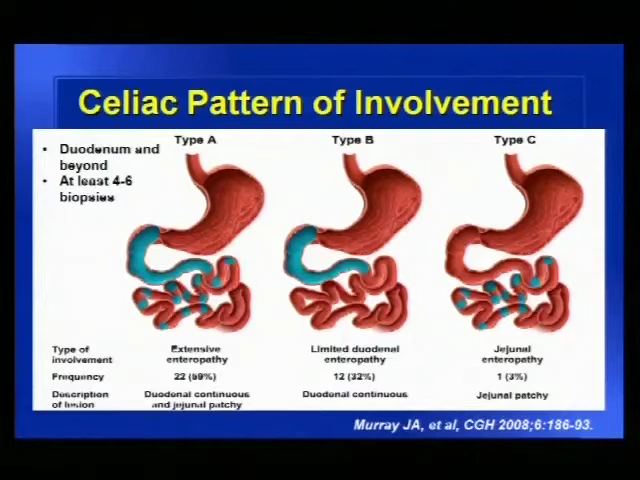 Celiac Pattern of Involvement
• Duodenum and
beyond
• At least 4-6
biopsies
Type A
Type B
Type C
Type of
involvement
Extensive
enteropathy
Limited duodenal
enteropathy
Jejunal
enteropathy
Frequency
22 (59%)
12 (32%)
1 (3%)
Description
of lesion
Duodenal continuous
and jejunal patchy
Duodenal continuous
Jejunal patchy
Murray JA, et al, CGH 2008;6:186-93.